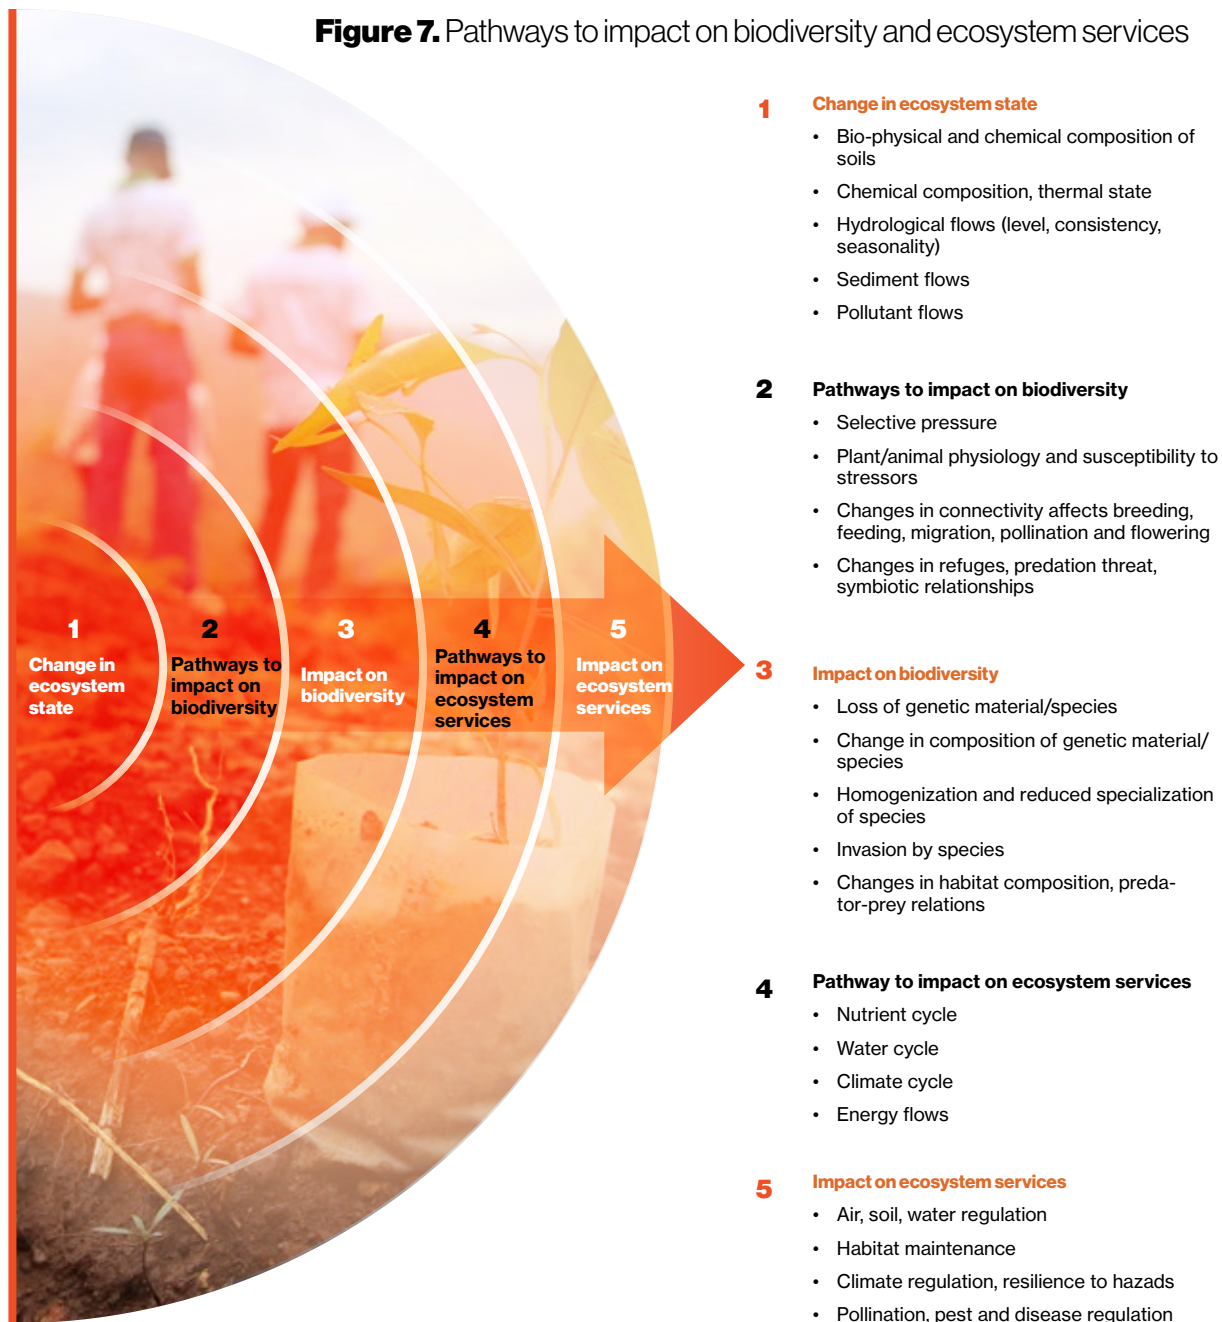 Figure 7. Pathways to impact on biodiversity and ecosystem services
1
Change in
ecosystem
state
2
Pathways to
impact on
biodiversity
3
Impact on
biodiversity
4
Pathways to
impact on
ecosystem
services
5
Impact on
ecosystem
services
1 Change in ecosystem state
• Bio-physical and chemical composition of
soils
• Chemical composition, thermal state
• Hydrological flows (level, consistency,
seasonality)
• Sediment flows
• Pollutant flows
2 Pathways to impact on biodiversity
• Selective pressure
• Plant/animal physiology and susceptibility to
stressors
• Changes in connectivity affects breeding,
feeding, migration, pollination and flowering
• Changes in refuges, predation threat,
symbiotic relationships
3 Impact on biodiversity
• Loss of genetic material/species
• Change in composition of genetic material/
species
• Homogenization and reduced specialization
of species
• Invasion by species
• Changes in habitat composition, preda-
tor-prey relations
4 Pathway to impact on ecosystem services
• Nutrient cycle
• Water cycle
• Climate cycle
• Energy flows
5 Impact on ecosystem services
• Air, soil, water regulation
• Habitat maintenance
• Climate regulation, resilience to hazads
• Pollination, pest and disease regulation